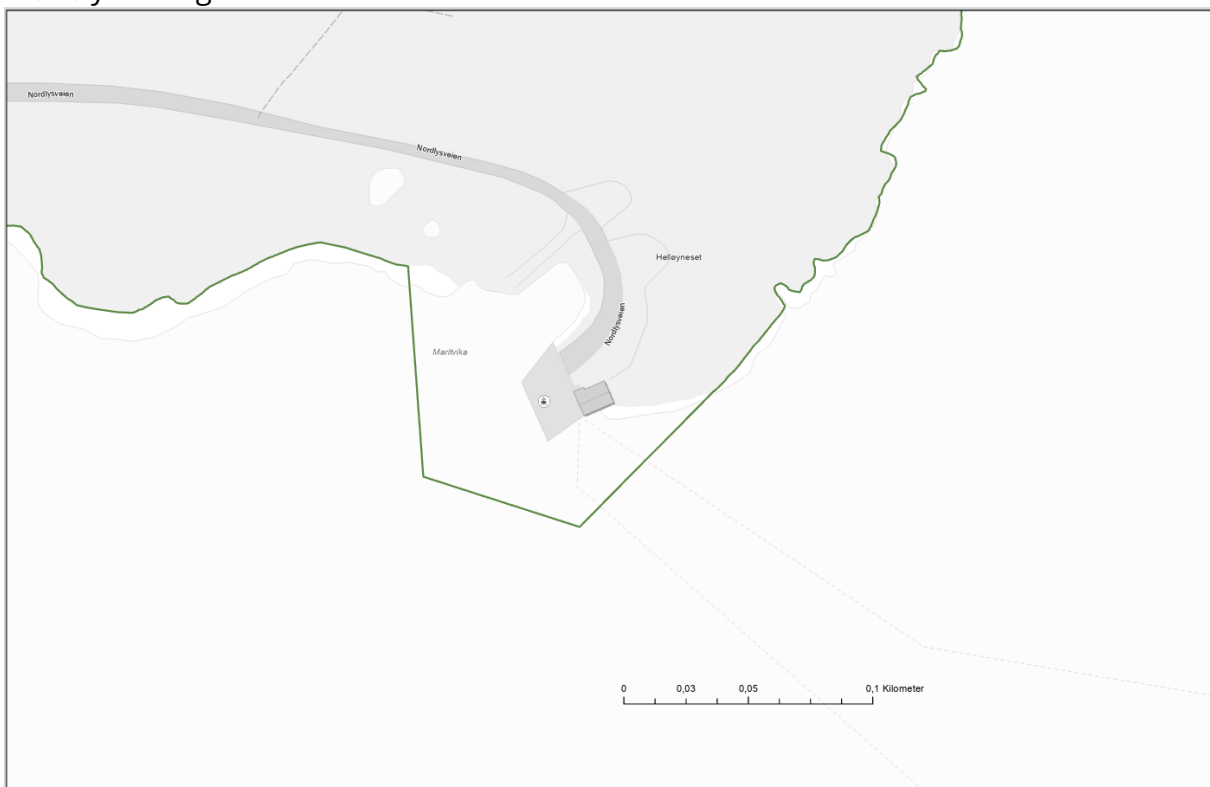 Nordlysveien
Nordlysveien
Helløyneset
Nordlysveien
Maritvika
0 0,03 0,05 0,1 Kilometer